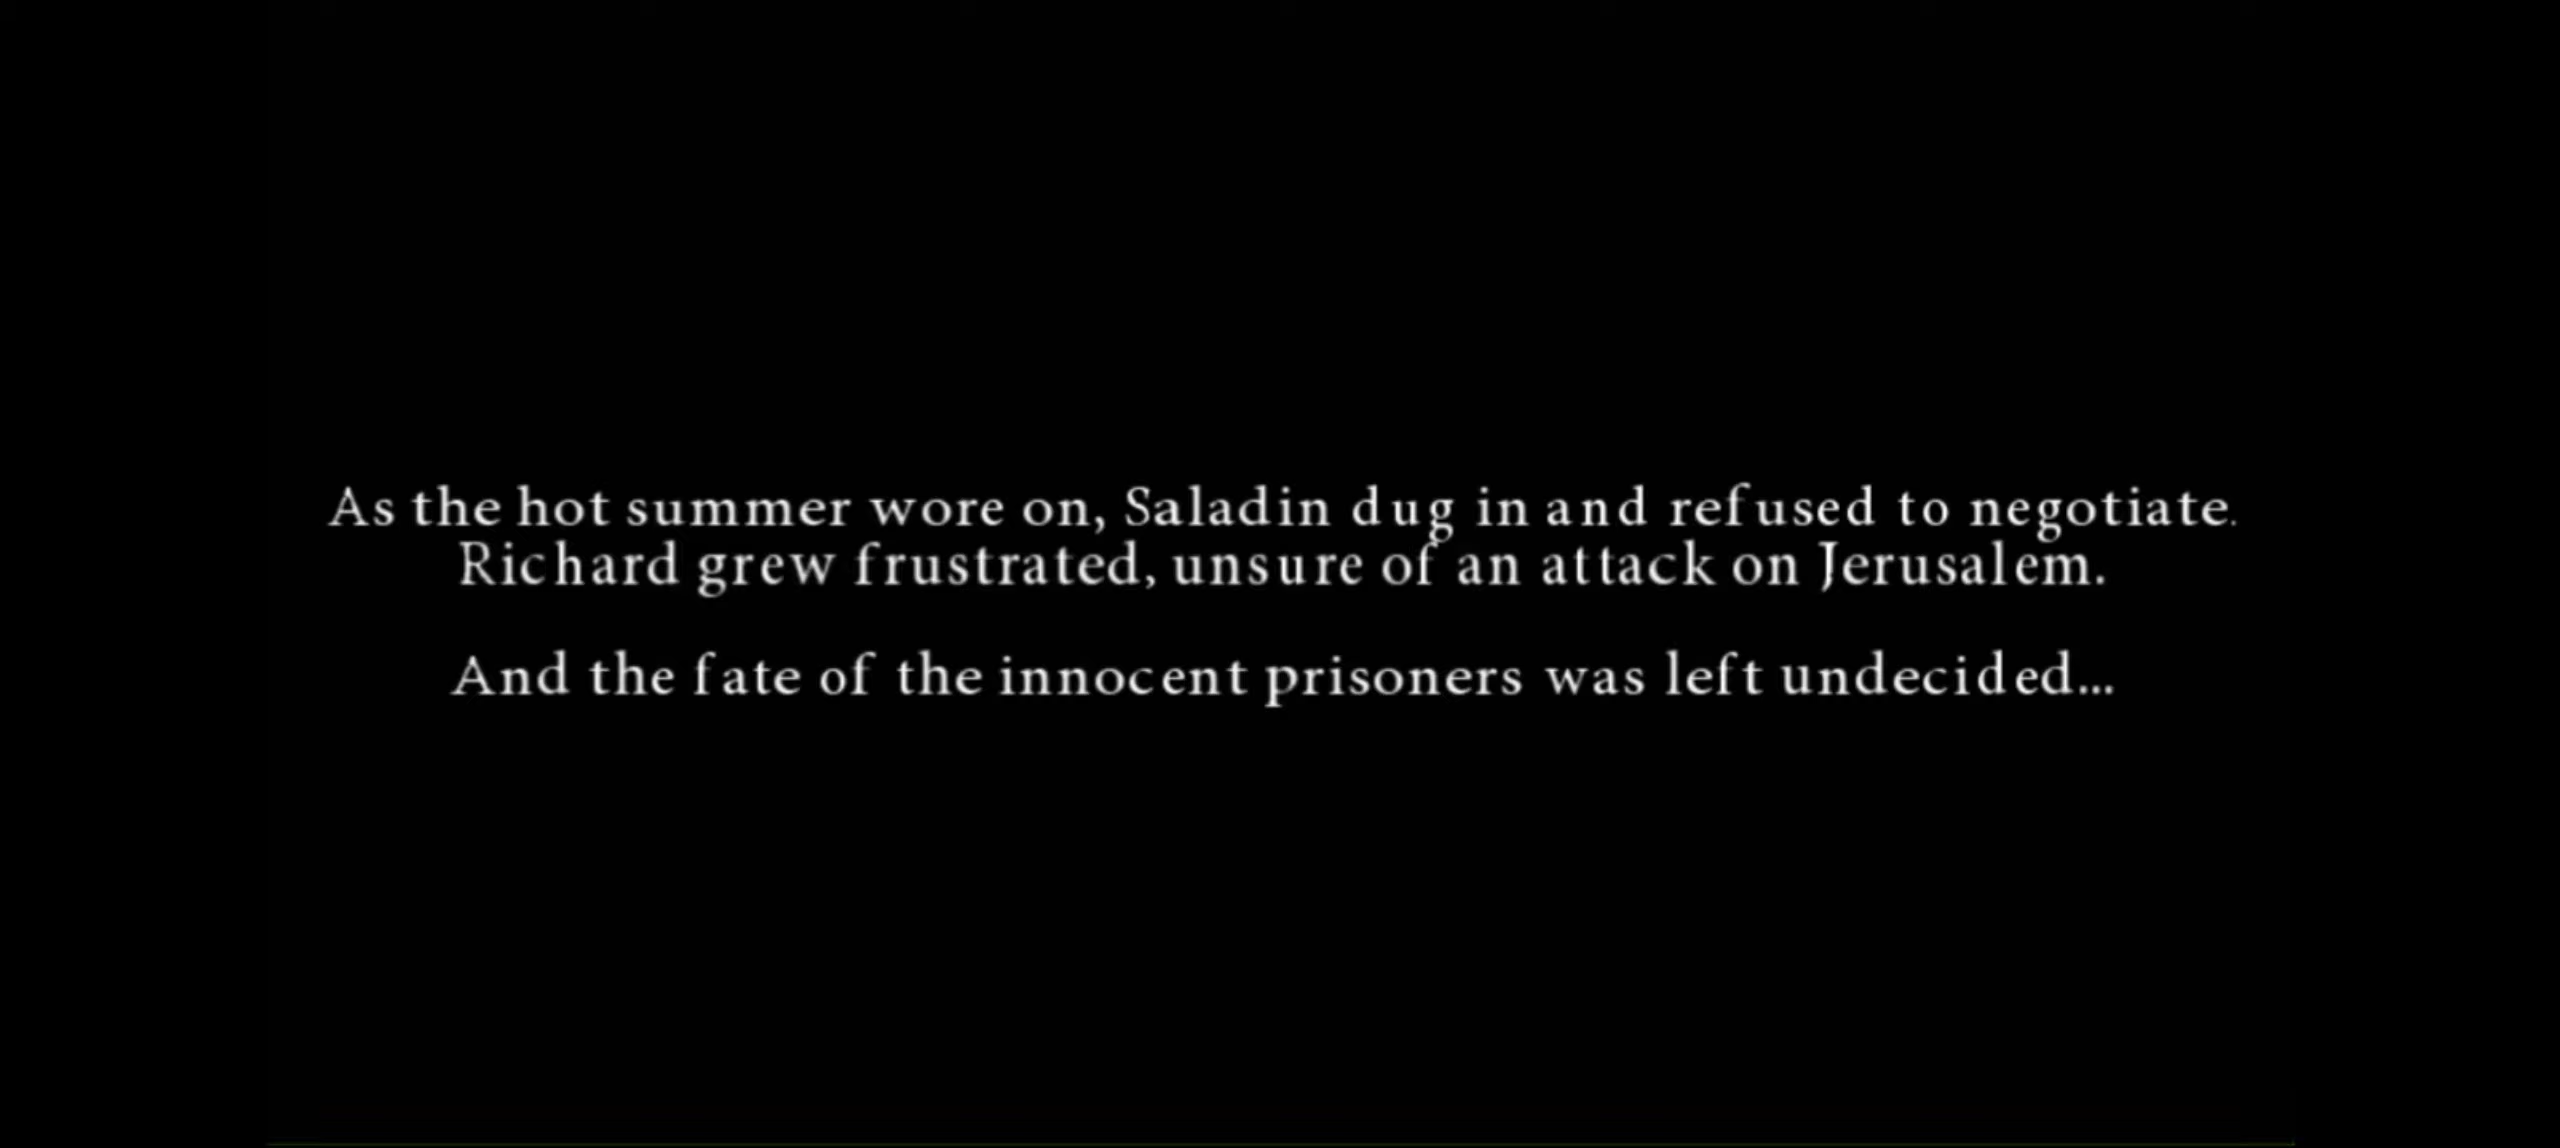 As the hot summer wore on, Saladin dug in and refused to negotiate.
Richard grew frustrated, unsure of an attack on Jerusalem.
And the fate of the innocent prisoners was left undecided...